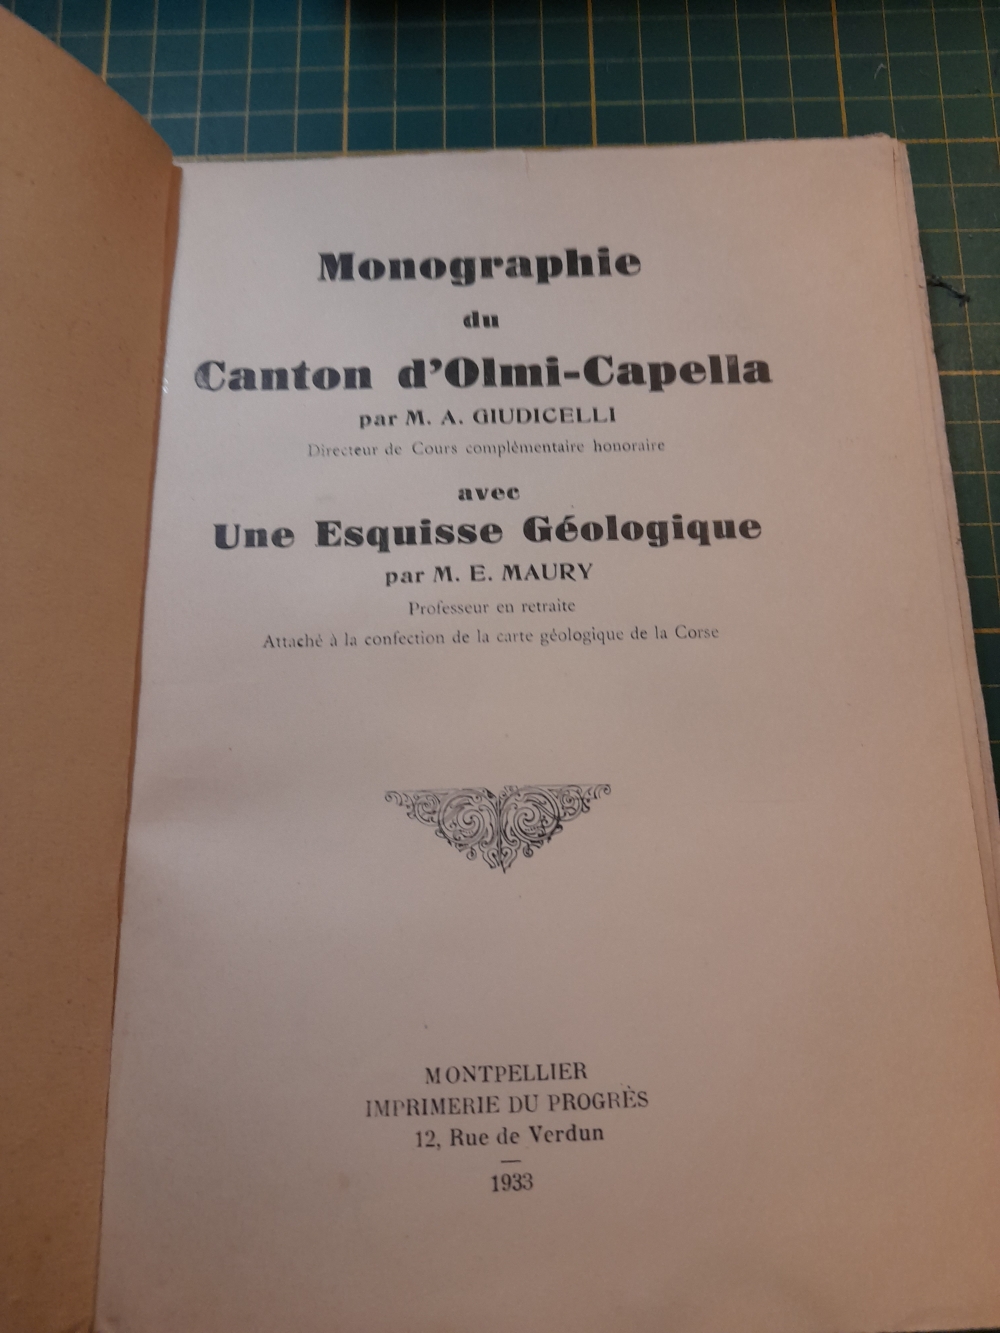 Monographie
du
Canton d'Olmi-Capella
par M. A. GIUDICELLI
Directeur de Cours complémentaire honoraire
avec
Une Esquisse Géologique
par M. E. MAURY
Professeur en retraite
Attaché à la confection de la carte géologique de la Corse
MONTPELLIER
IMPRIMERIE DU PROGRÈS
12, Rue de Verdun
1933